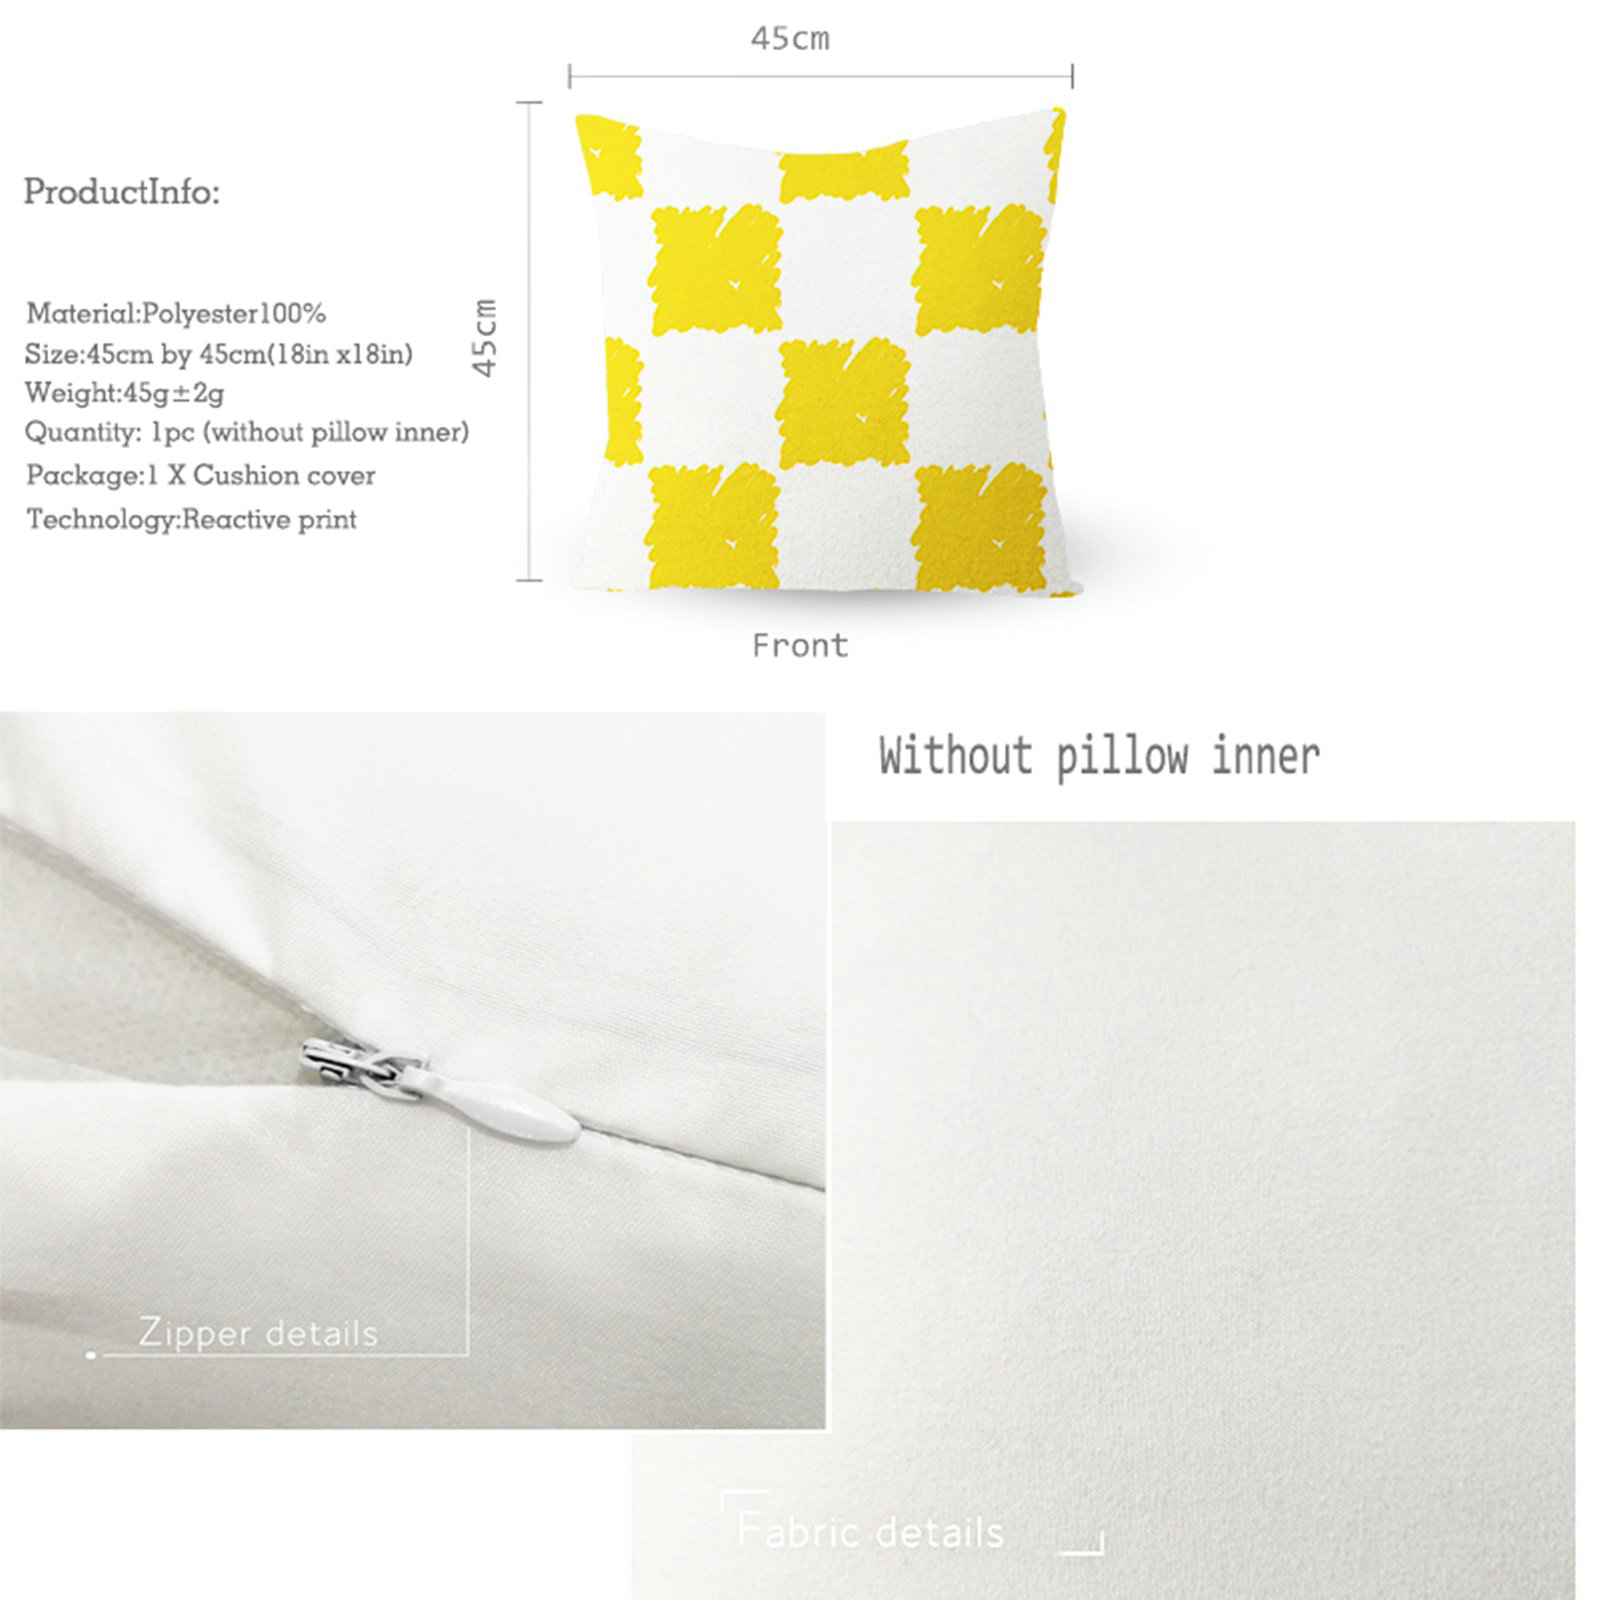 45cm
45cm
ProductInfo:
Material:Polyester100%
Size:45cm by 45cm(18in x18in)
Weight:45g±2g
Quantity: 1pc (without pillow inner)
Package:1 X Cushion cover
Technology:Reactive print
Front
Without pillow inner
Zipper details
Fabric details